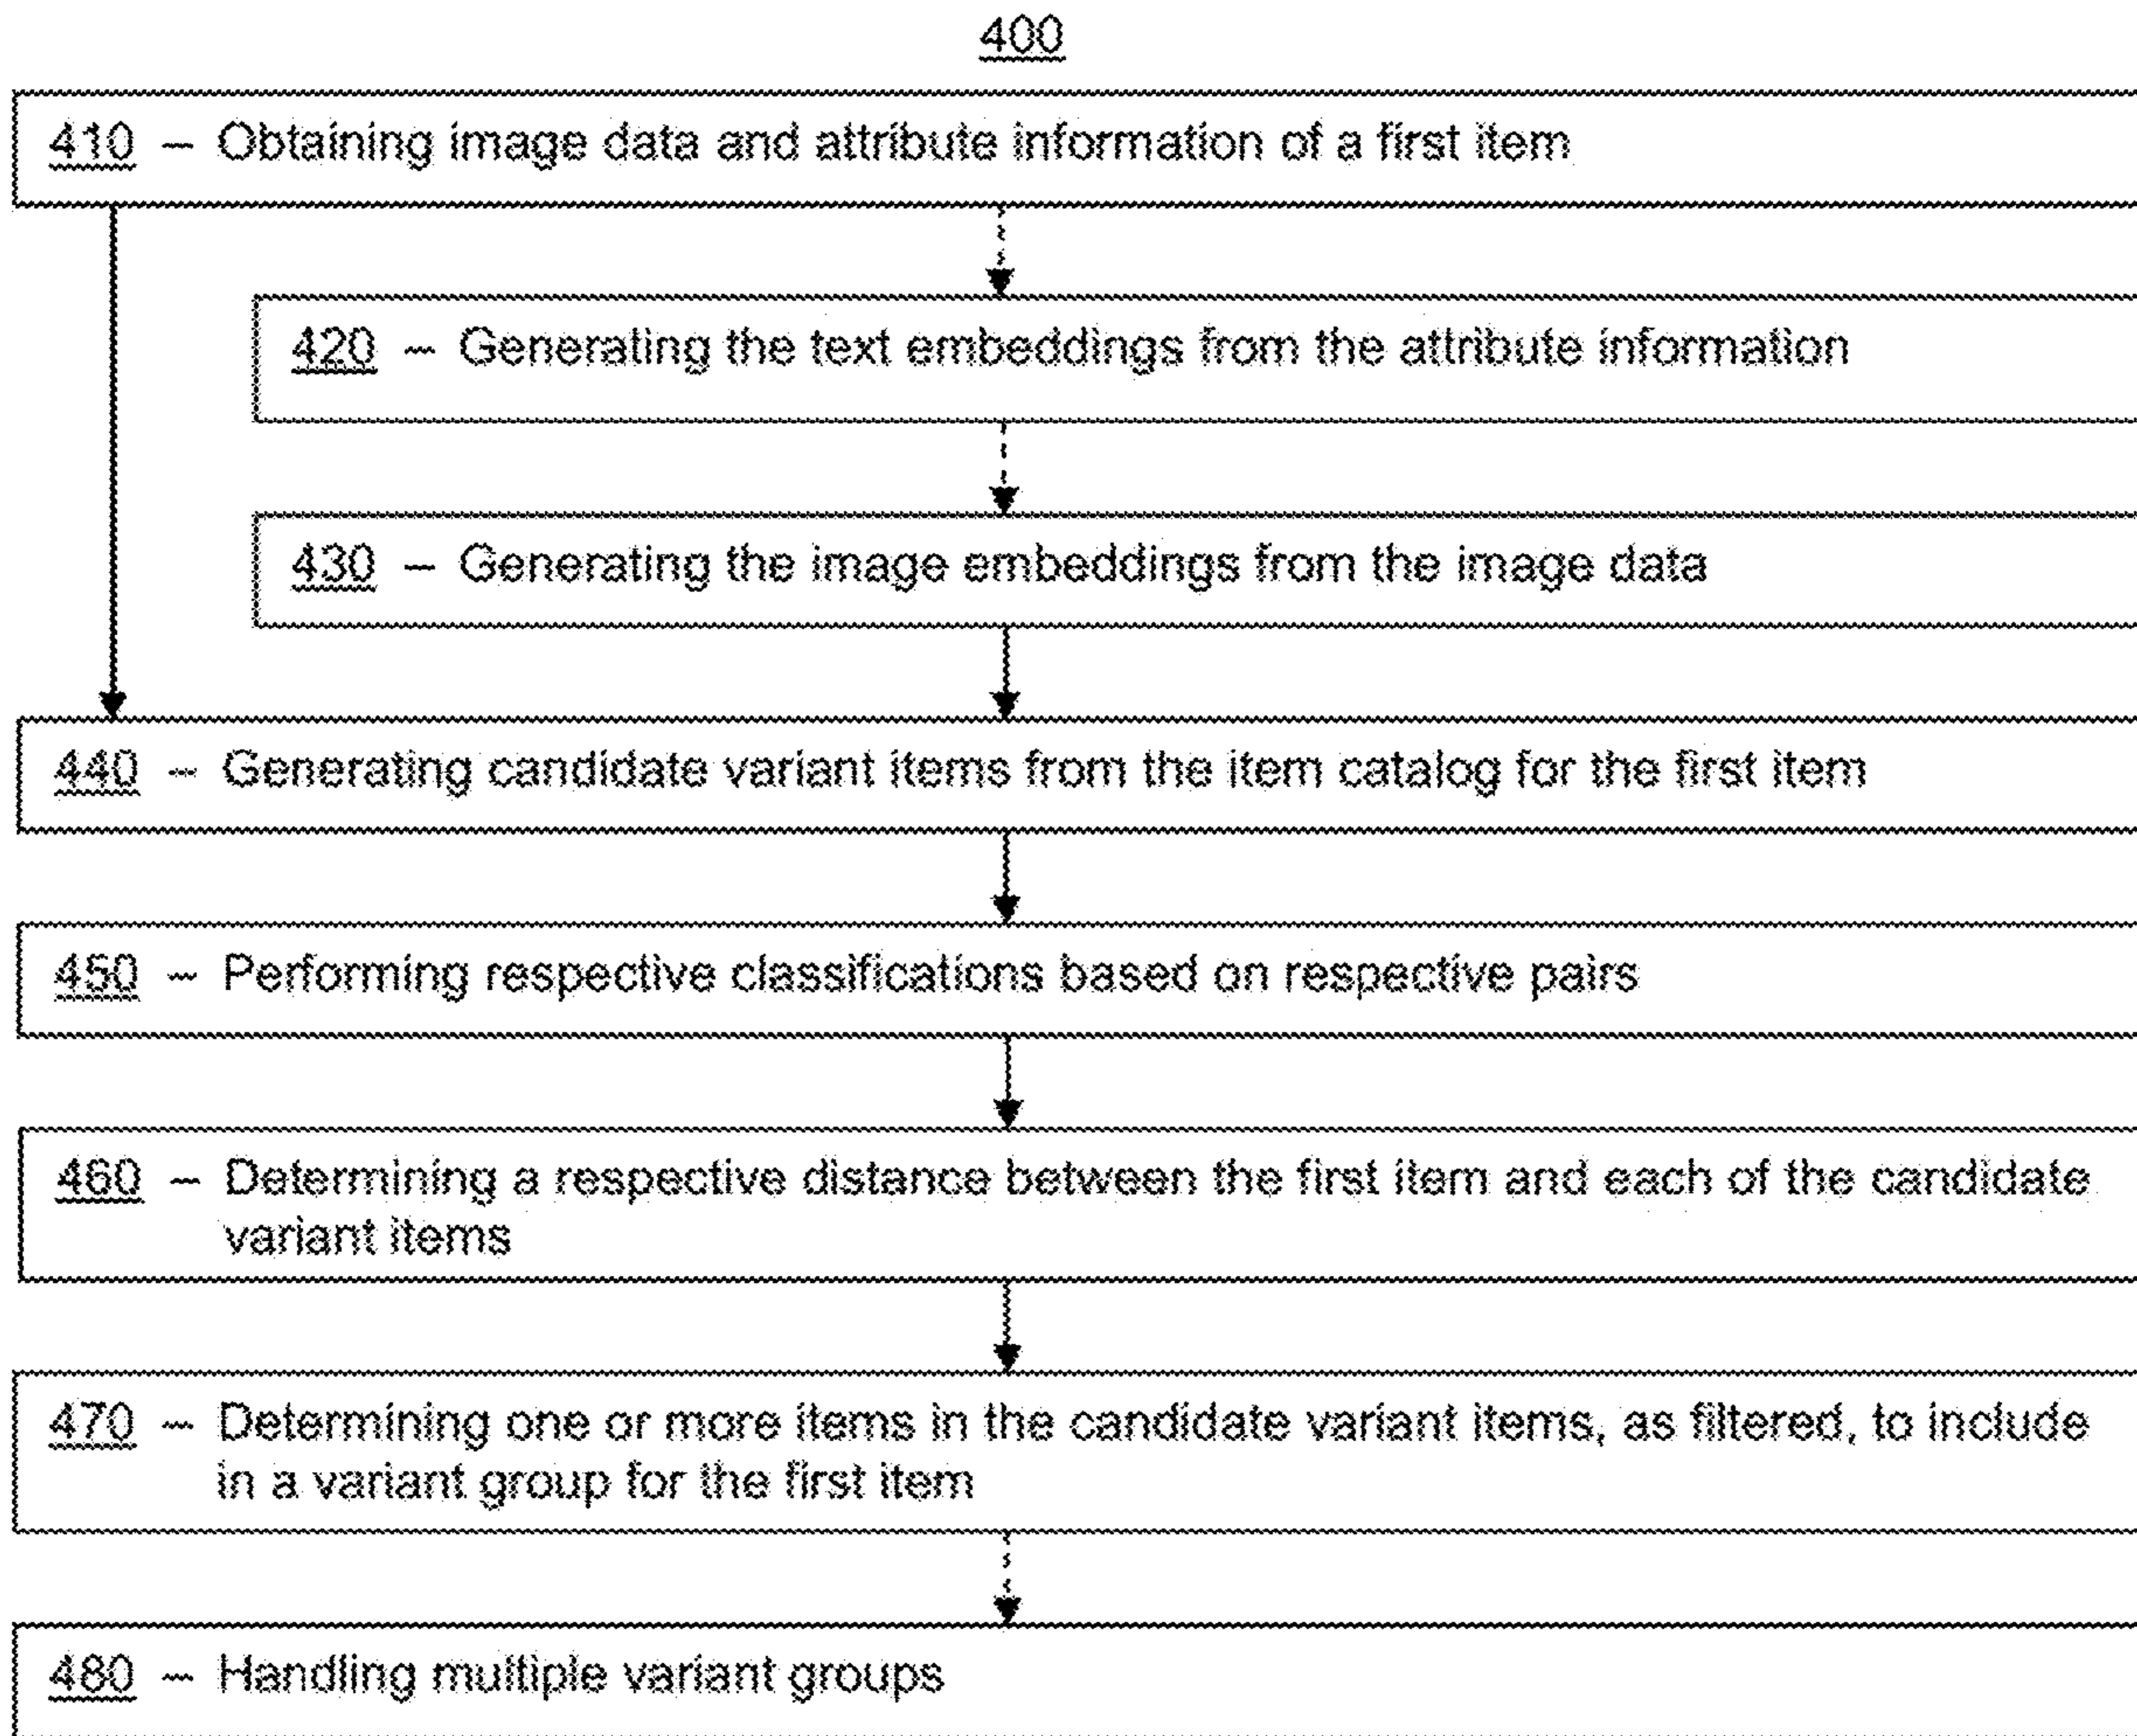 400
410 – Obtaining image data and attribute information of a first item
420 – Generating the text embeddings from the attribute information
430 – Generating the image embeddings from the image data
440 – Generating candidate variant items from the item catalog for the first item
450 – Performing respective classifications based on respective pairs
460 – Determining a respective distance between the first item and each of the candidate
variant items
470 – Determining one or more items in the candidate variant items, as filtered, to include
in a variant group for the first item
480 – Handling multiple variant groups